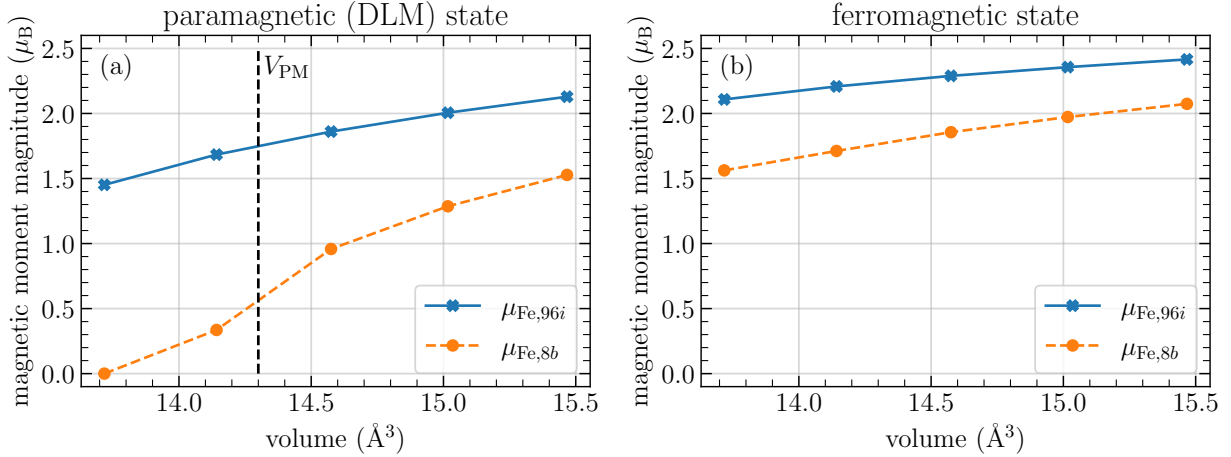 paramagnetic (DLM) state
magnetic moment magnitude (μB)
(a)
VPM
2.5
2.0
1.5
1.0
0.5
0.0
μFe,96i
μFe,8b
14.0 14.5 15.0 15.5
volume (Å³)
ferromagnetic state
magnetic moment magnitude (μB)
(b)
2.5
2.0
1.5
1.0
0.5
0.0
μFe,96i
μFe,8b
14.0 14.5 15.0 15.5
volume (Å³)